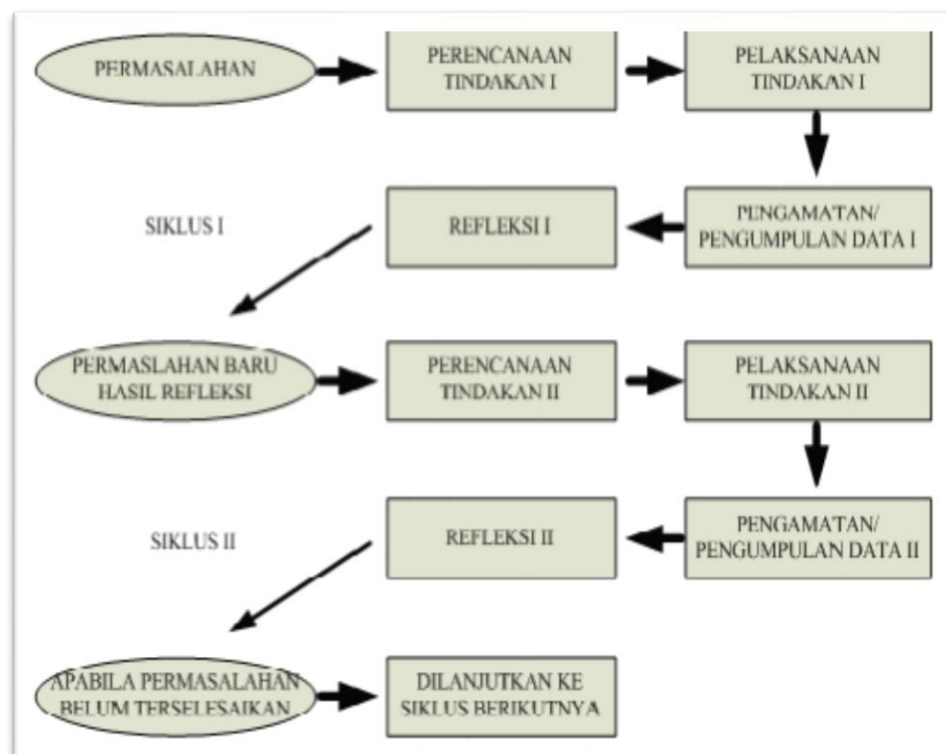 PERMASALAHAN
PERENCANAAN
TINDAKAN I
PELAKSANAAN
TINDAKAN I
SIKLUS I
REFLEKSI I
PENGAMATAN/
PENGUMPULAN DATA I
PERMASLAHAN BARU
HASIL REFLEKSI
PERENCANAAN
TINDAKAN II
PELAKSANAAN
TINDAKAN II
SIKLUS II
REFLEKSI II
PENGAMATAN/
PENGUMPULAN DATA II
APABILA PERMASALAHAN
BELUM TERSELESAIKAN
DILANJUTKAN KE
SIKLUS BERIKUTNYA